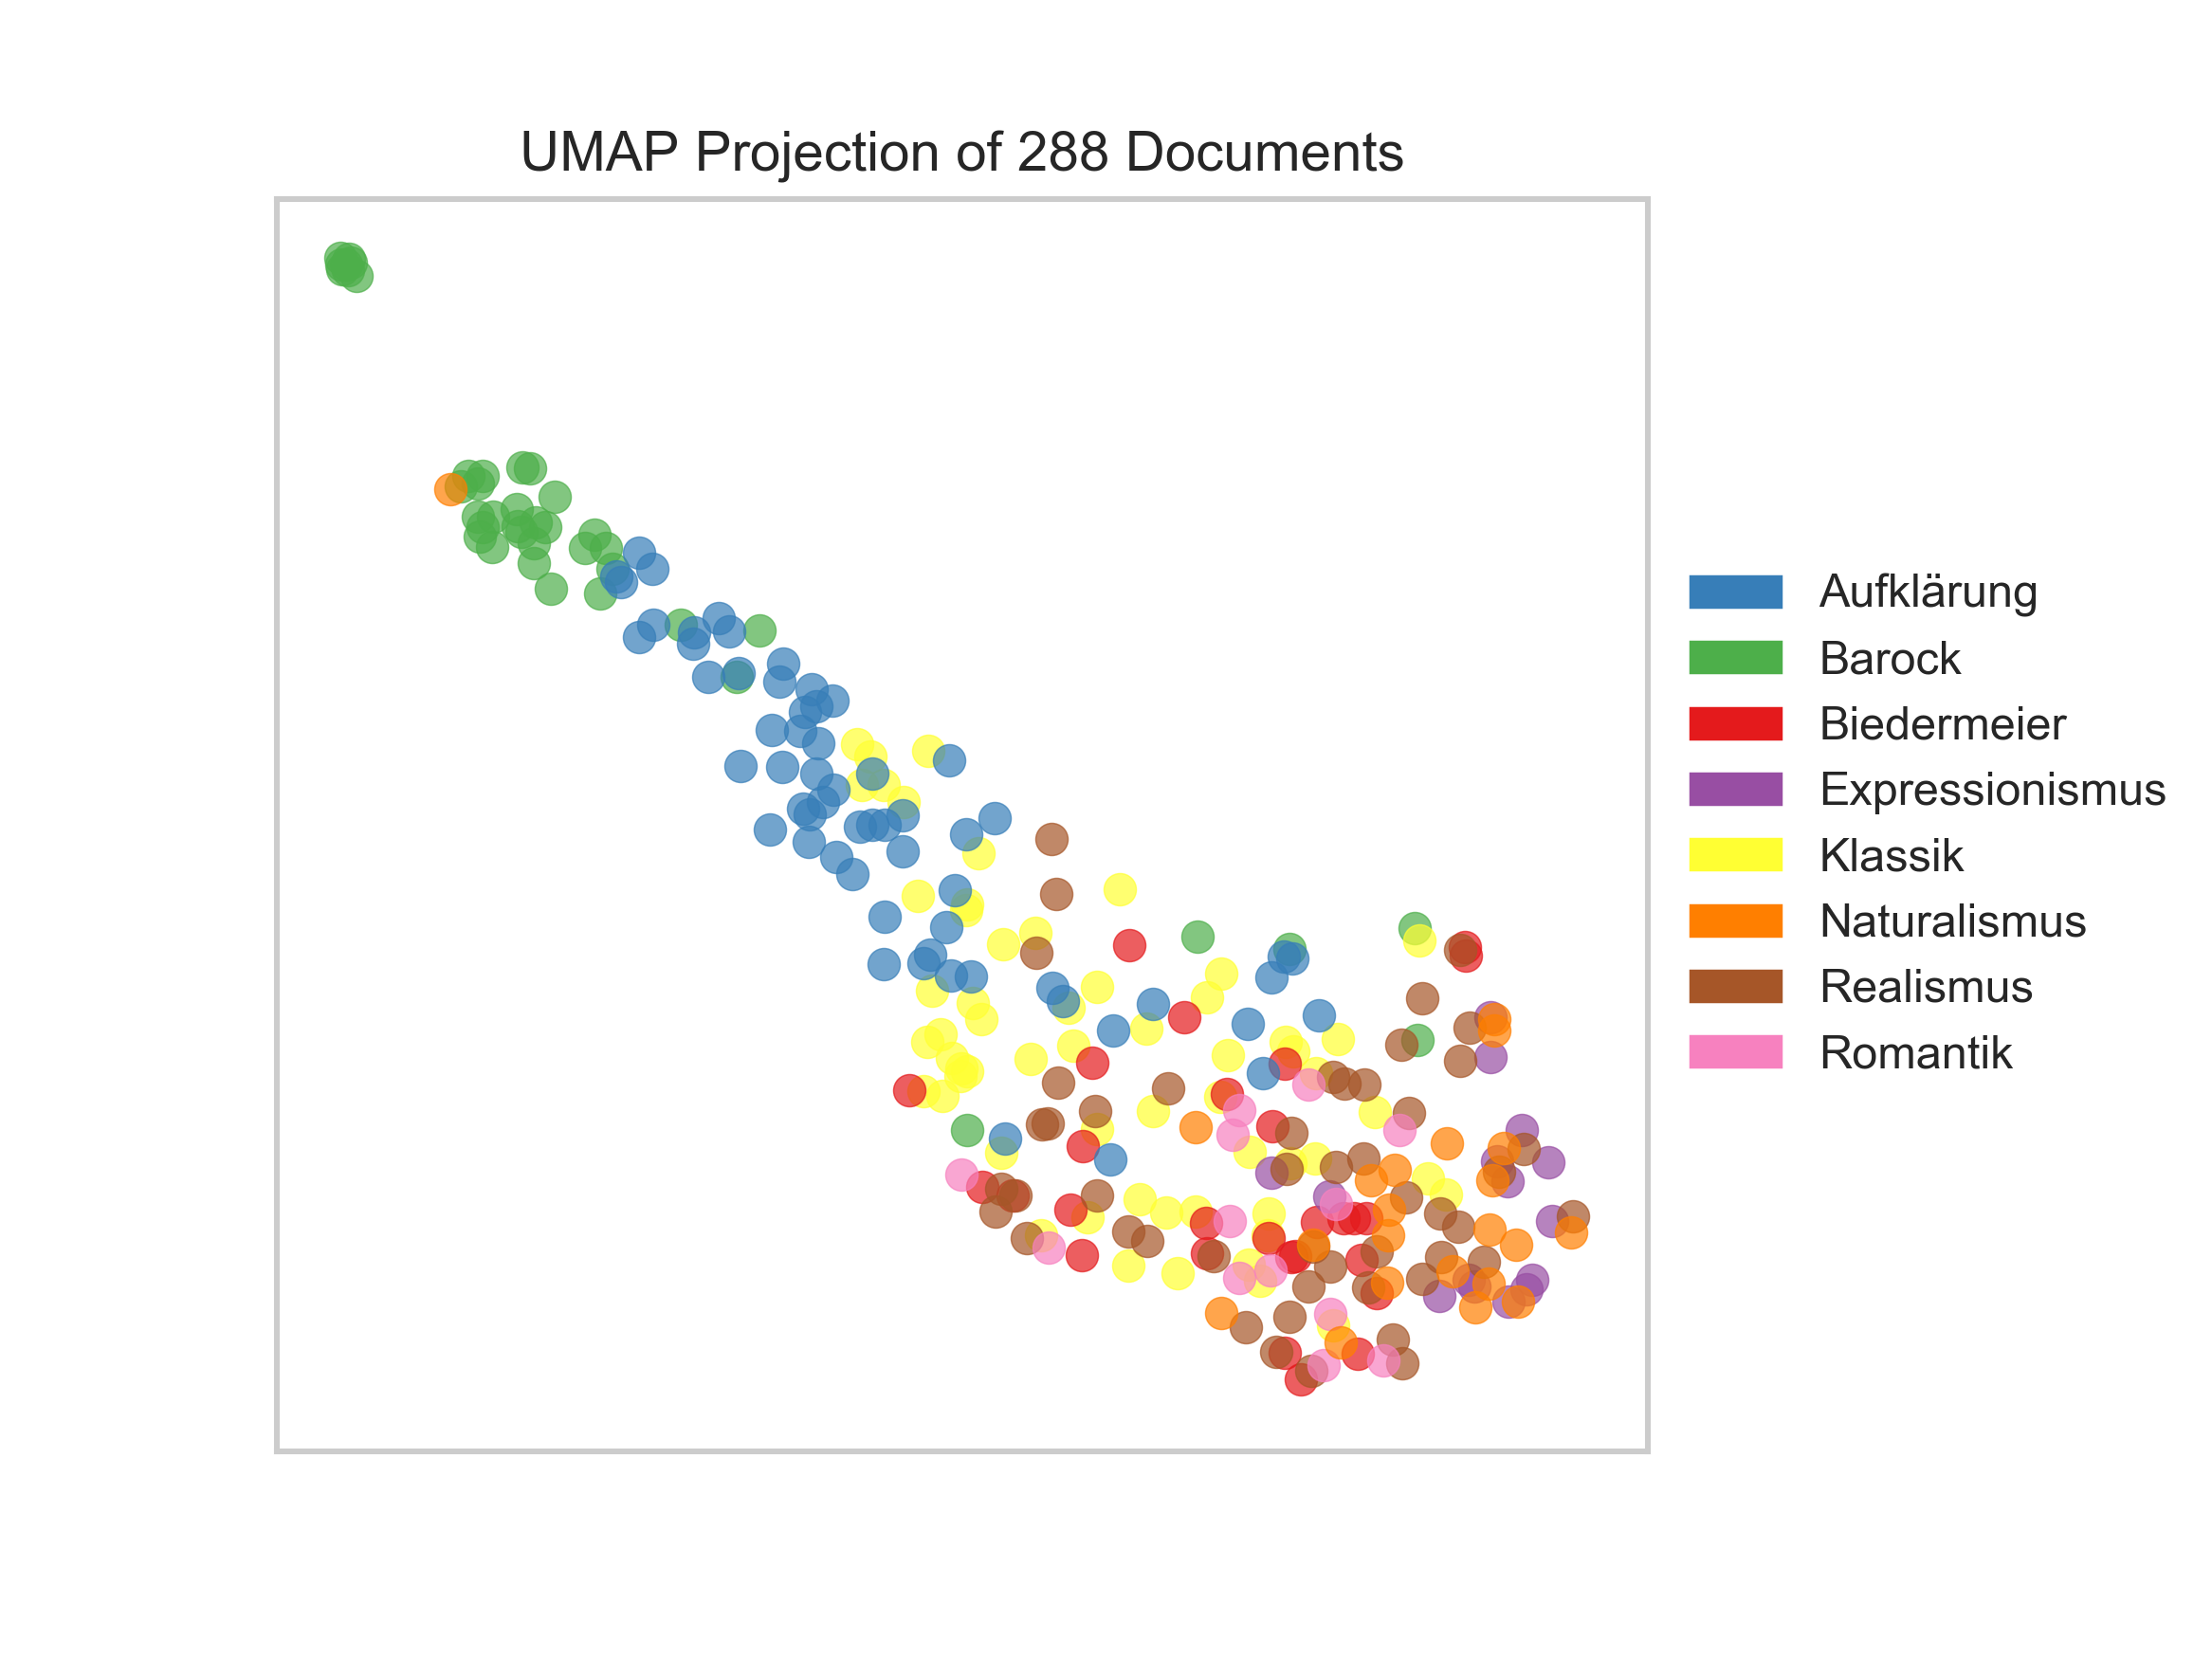 UMAP Projection of 288 Documents
Aufklärung
Barock
Biedermeier
Expressionismus
Klassik
Naturalismus
Realismus
Romantik